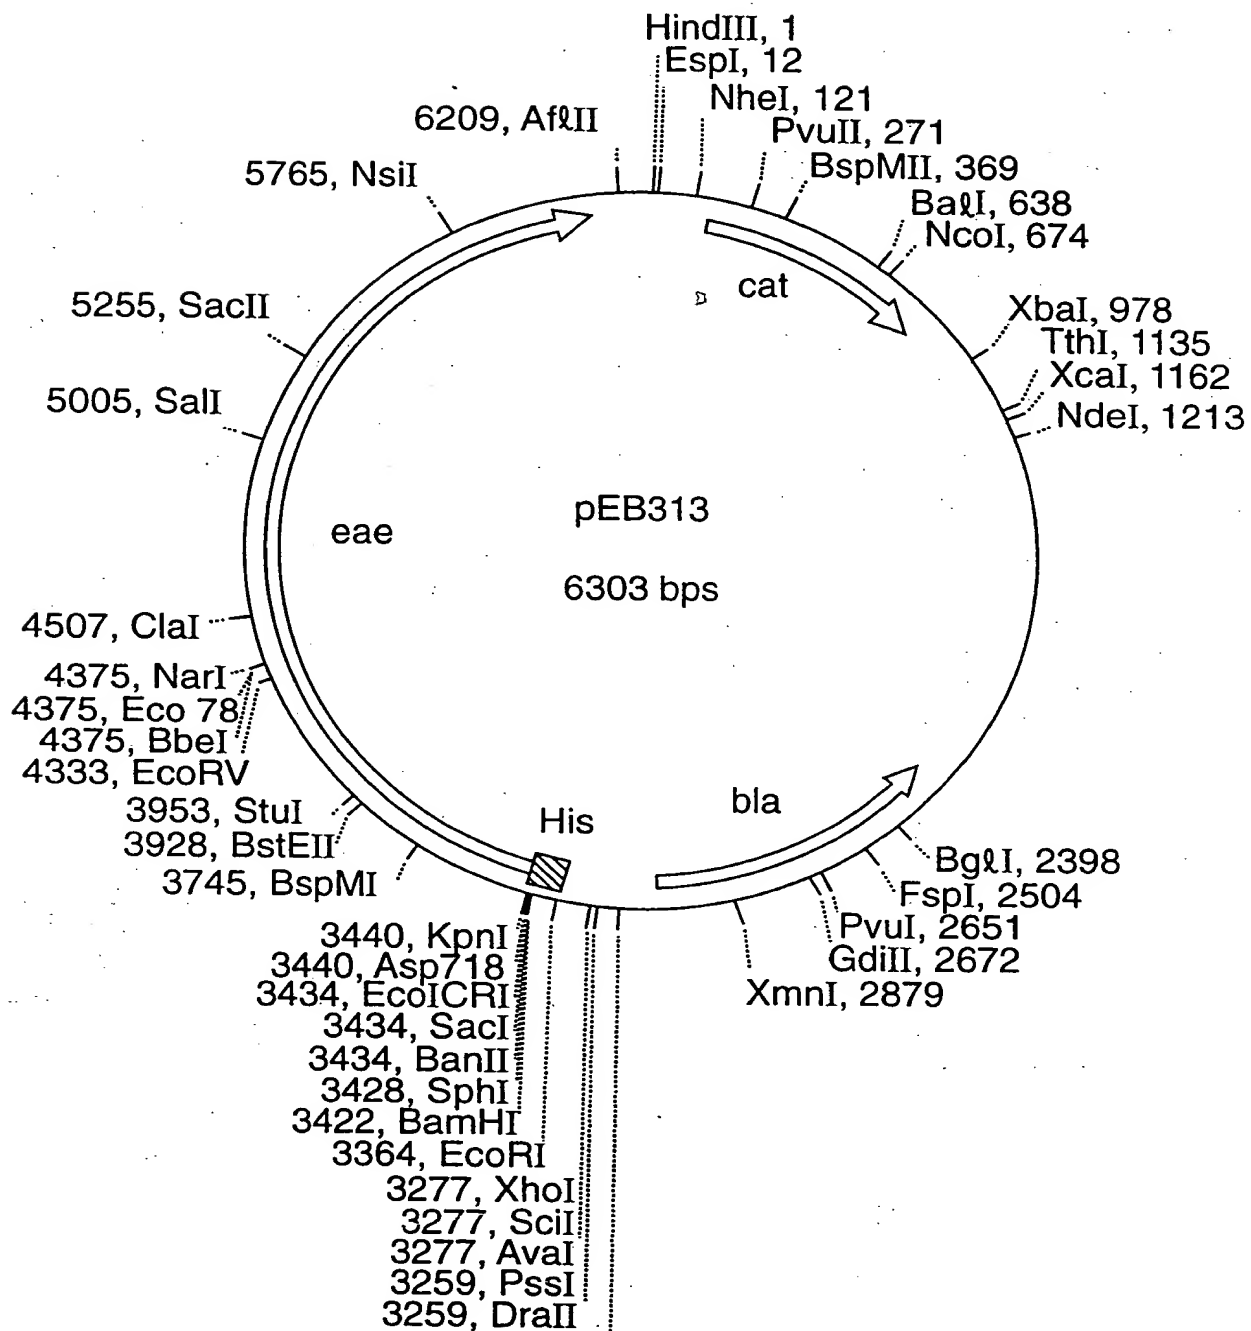 HindIII, 1
EspI, 12
NheI, 121
PvuII, 271
BspMII, 369
BalI, 638
NcoI, 674
XbaI, 978
TthI, 1135
XcaI, 1162
NdeI, 1213
6209, AflII
5765, NsiI
5255, SacII
5005, SalI
cat
pEB313
6303 bps
eae
4507, ClaI
4375, NarI
4375, Eco 78
4375, BbeI
4333, EcoRV
3953, StuI
3928, BstEII
3745, BspMI
His
bla
BglI, 2398
FspI, 2504
PvuI, 2651
GdiII, 2672
XmnI, 2879
3440, KpnI
3440, Asp718
3434, EcoICRI
3434, SacI
3434, BanII
3428, SphI
3422, BamHI
3364, EcoRI
3277, XhoI
3277, SciI
3277, AvaI
3259, PssI
3259, DraII